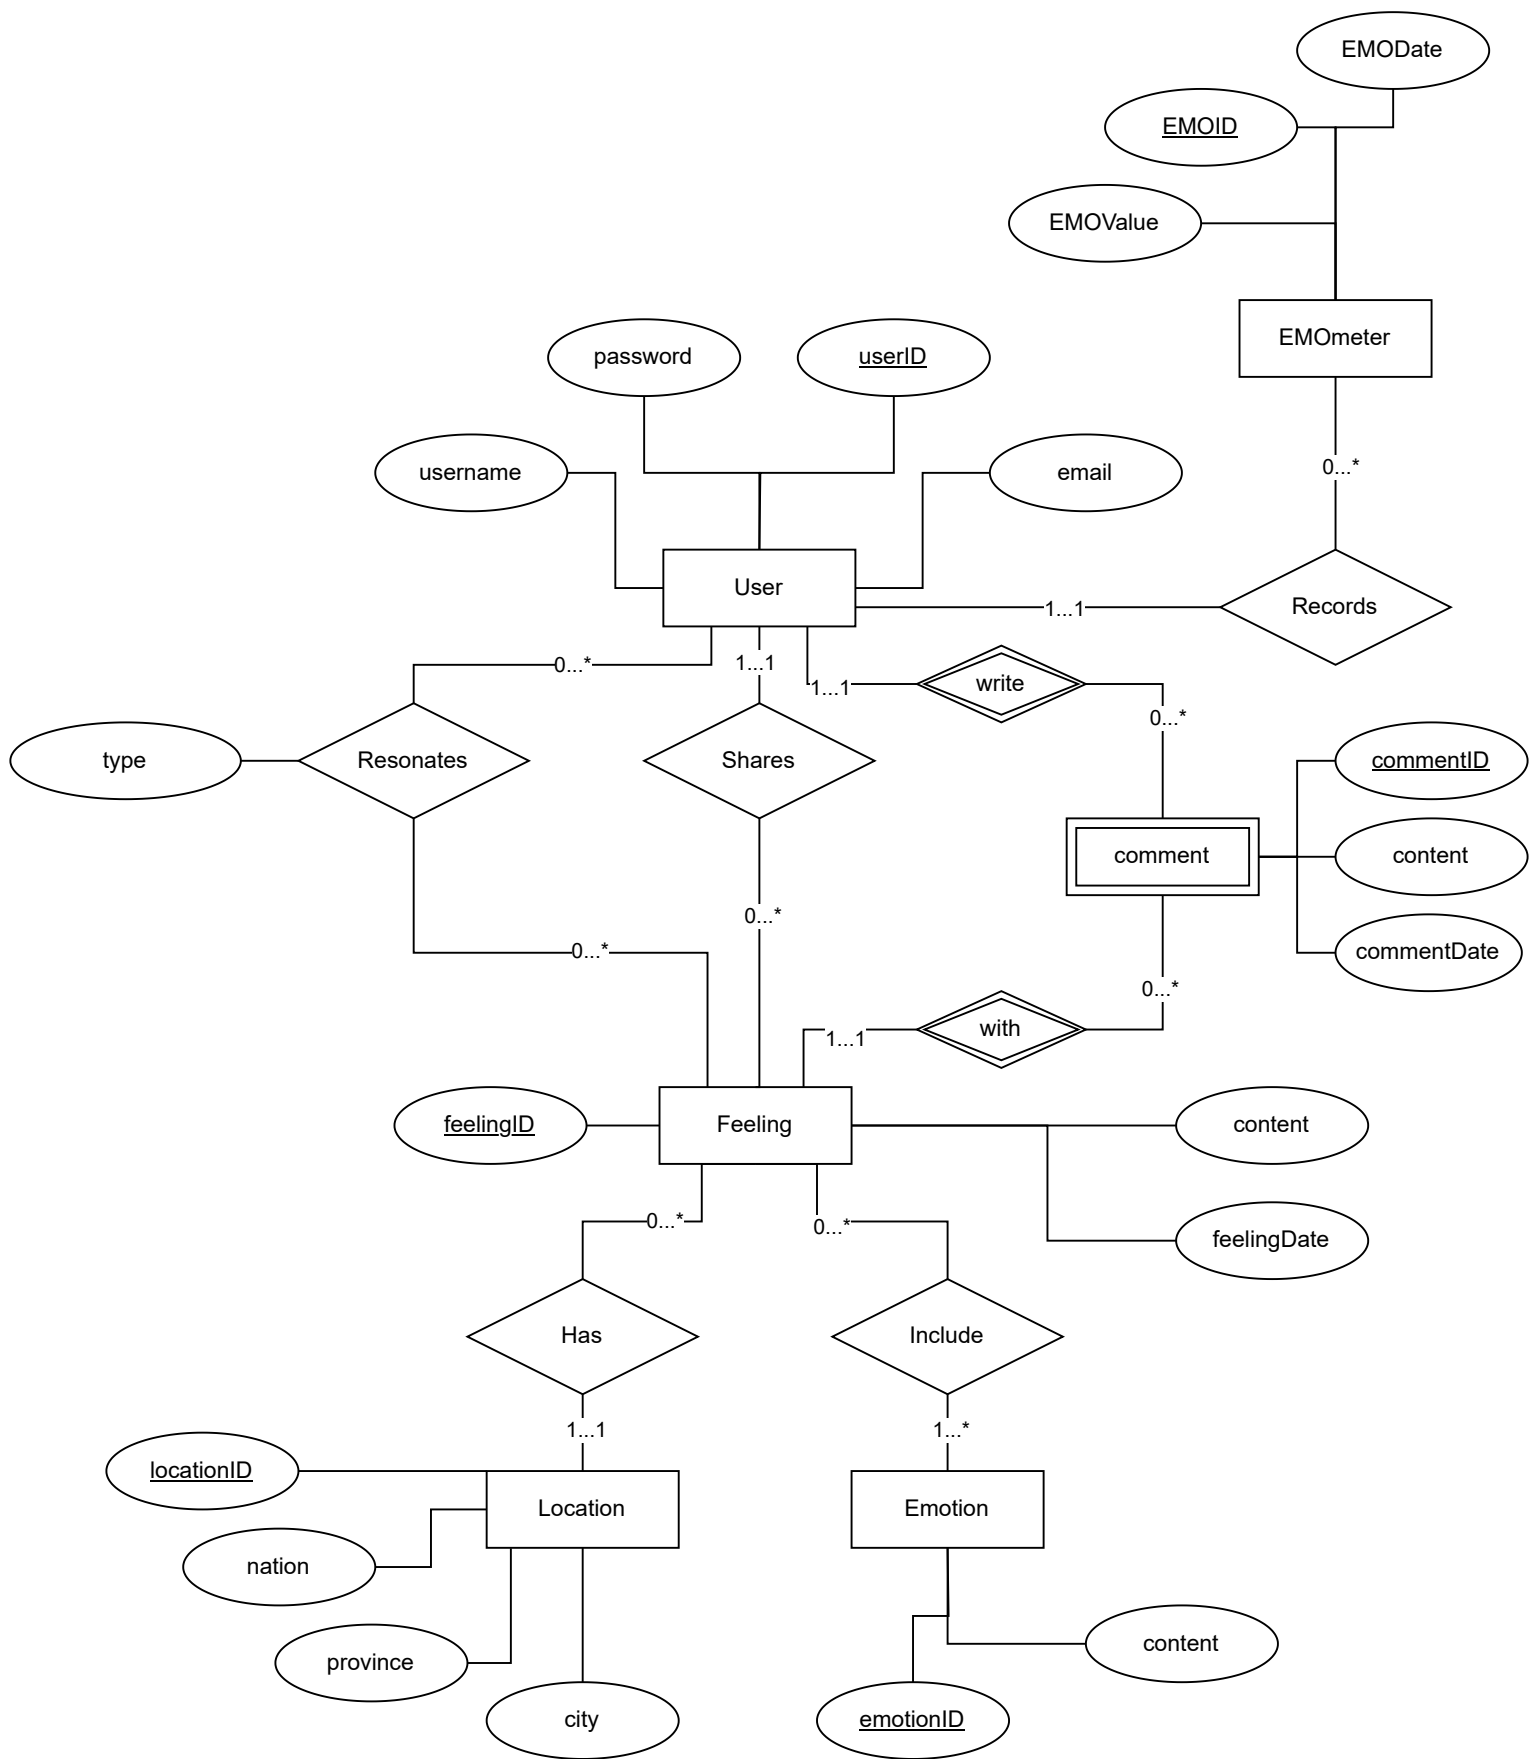 EMODate
EMOID
EMOValue
EMOmeter
password
userID
username
email
0...*
User
1...1
Records
0...*
1...1
1...1
write
0...*
type
Resonates
Shares
commentID
comment
content
commentDate
0...*
0...*
0...*
with
1...1
feelingID
Feeling
content
feelingDate
0...*
0...*
Has
Include
1...1
1...*
locationID
Location
Emotion
nation
province
content
city
emotionID